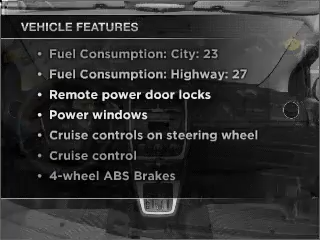 VEHICLE FEATURES
• Fuel Consumption: City: 23
• Fuel Consumption: Highway: 27
• Remote power door locks
• Power windows
• Cruise controls on steering wheel
• Cruise control
• 4-wheel ABS Brakes